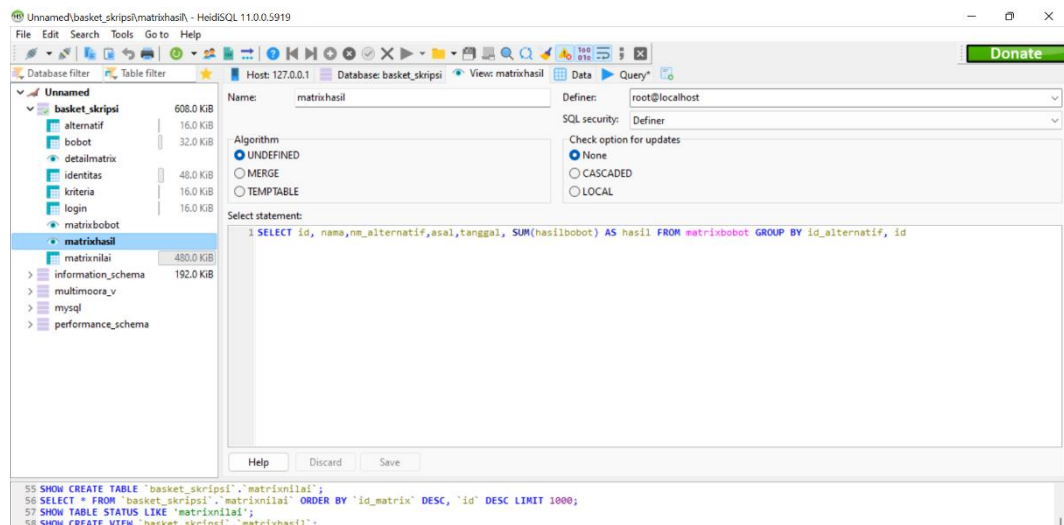 Unnamed\basket_skripsi\matrixhasil\ - HeidiSQL 11.0.0.5919
File Edit Search Tools Go to Help
Donate
Database filter Table filter
Host: 127.0.0.1 Database: basket_skripsi View: matrixhasil Data Query*
Unnamed
basket_skripsi 608.0 KiB
alternatif 16.0 KiB
bobot 32.0 KiB
detailmatrix
identitas 48.0 KiB
kriteria 16.0 KiB
login 16.0 KiB
matrixbobot
matrixhasil
matrixnilai 480.0 KiB
information_schema 192.0 KiB
multimoora_v
mysql
performance_schema
Name: matrixhasil
Definer: root@localhost
SQL security: Definer
Algorithm
UNDEFINED
MERGE
TEMPTABLE
Check option for updates
None
CASCADED
LOCAL
Select statement:
1 SELECT id, nama,nm_alternatif,asal,tanggal, SUM(hasilbobot) AS hasil FROM matrixbobot GROUP BY id_alternatif, id
Help Discard Save
55 SHOW CREATE TABLE `basket_skripsi`.`matrixnilai`;
56 SELECT * FROM `basket_skripsi`.`matrixnilai` ORDER BY `id_matrix` DESC, `id` DESC LIMIT 1000;
57 SHOW TABLE STATUS LIKE 'matrixnilai';
58 SHOW CREATE VIEW `basket_skripsi`.`matrixhasil`;